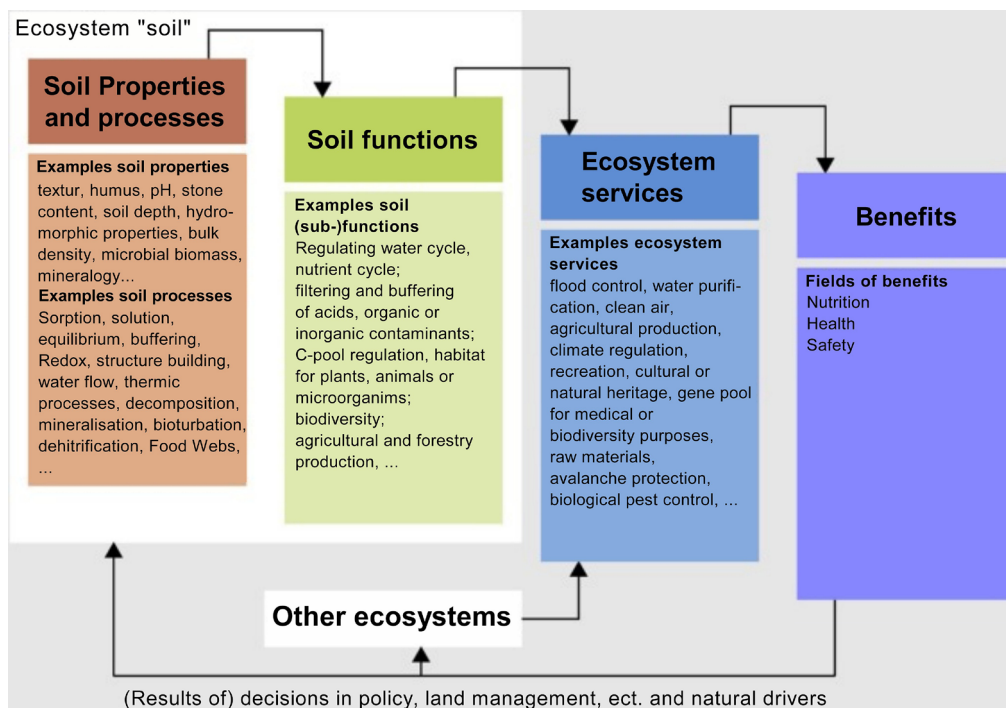 Ecosystem "soil"
Soil Properties
and processes
Examples soil properties
textur, humus, pH, stone
content, soil depth, hydro-
morphic properties, bulk
density, microbial biomass,
mineralogy...
Examples soil processes
Sorption, solution,
equilibrium, buffering,
Redox, structure building,
water flow, thermic
processes, decomposition,
mineralisation, bioturbation,
dehitrification, Food Webs,
...
Soil functions
Examples soil
(sub-)functions
Regulating water cycle,
nutrient cycle;
filtering and buffering
of acids, organic or
inorganic contaminants;
C-pool regulation, habitat
for plants, animals or
microorganims;
biodiversity;
agricultural and forestry
production, ...
Ecosystem
services
Examples ecosystem
services
flood control, water purifi-
cation, clean air,
agricultural production,
climate regulation,
recreation, cultural or
natural heritage, gene pool
for medical or
biodiversity purposes,
raw materials,
avalanche protection,
biological pest control, ...
Benefits
Fields of benefits
Nutrition
Health
Safety
Other ecosystems
(Results of) decisions in policy, land management, ect. and natural drivers